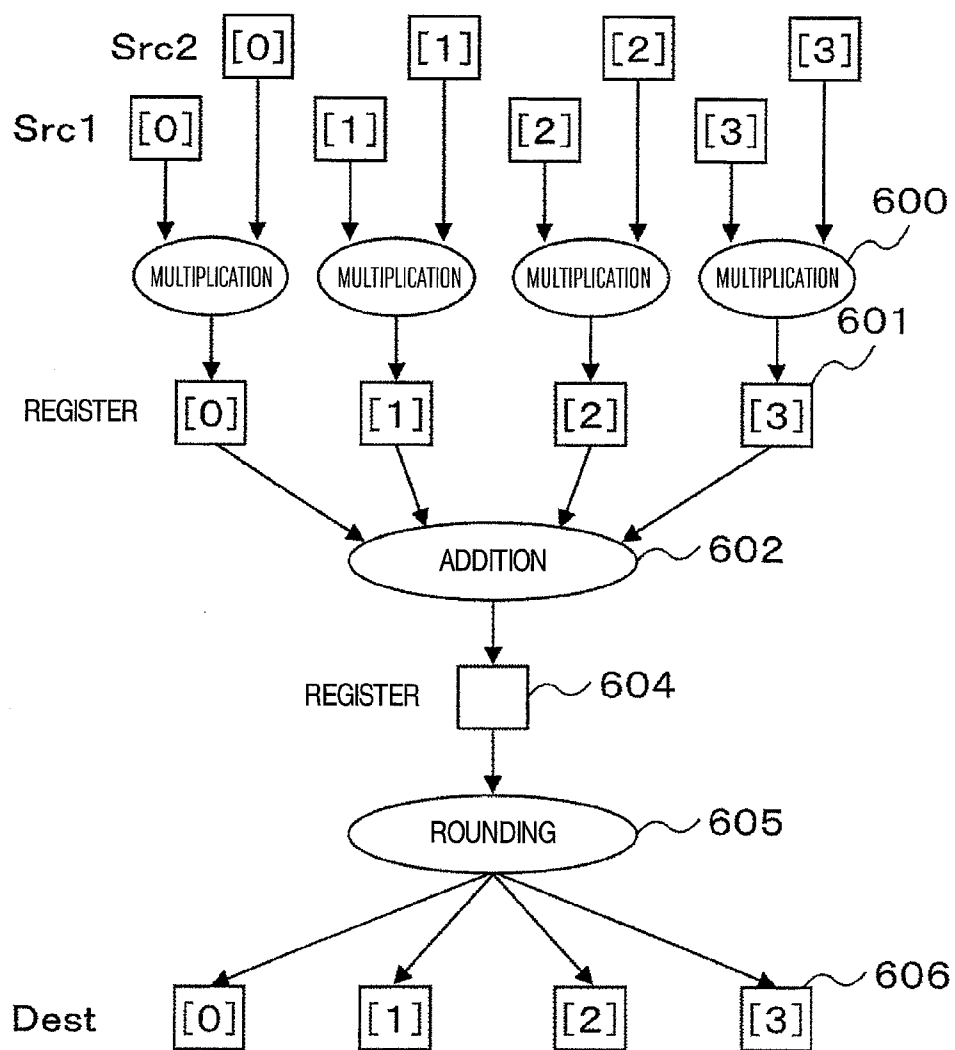 Src2 [0] [1] [2] [3]
Src1 [0] [1] [2] [3]
600
MULTIPLICATION MULTIPLICATION MULTIPLICATION MULTIPLICATION
601
REGISTER [0] [1] [2] [3]
ADDITION 602
REGISTER 604
ROUNDING 605
606
Dest [0] [1] [2] [3]